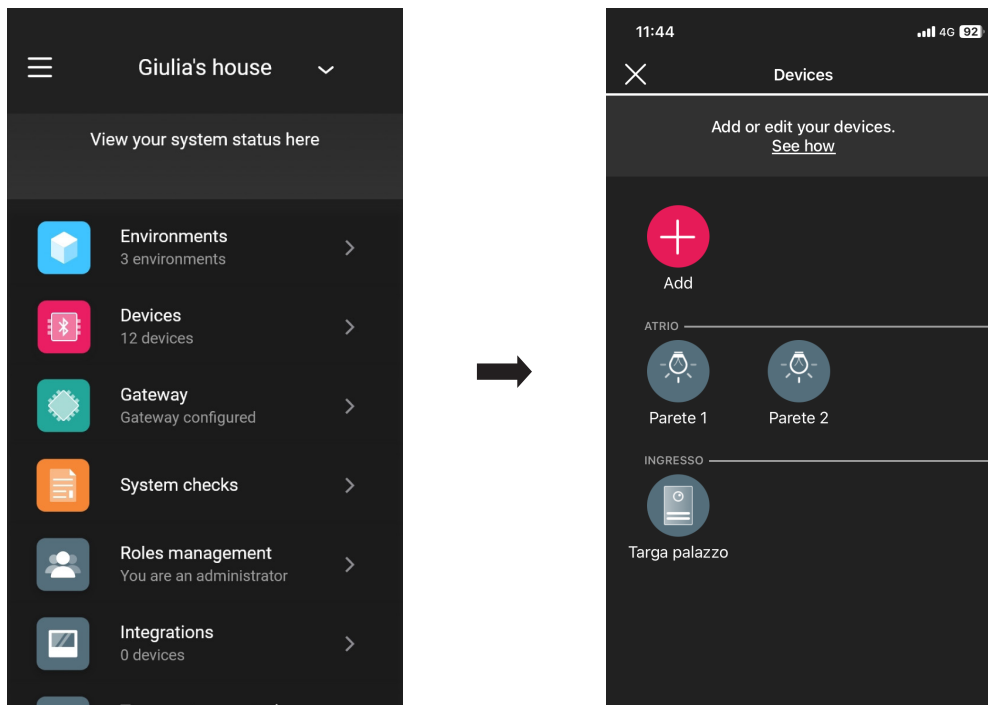 Giulia's house
View your system status here
Environments
3 environments
Devices
12 devices
Gateway
Gateway configured
System checks
Roles management
You are an administrator
Integrations
0 devices
11:44
4G 92
Devices
Add or edit your devices.
See how
Add
ATRIO
Parete 1 Parete 2
INGRESSO
Targa palazzo